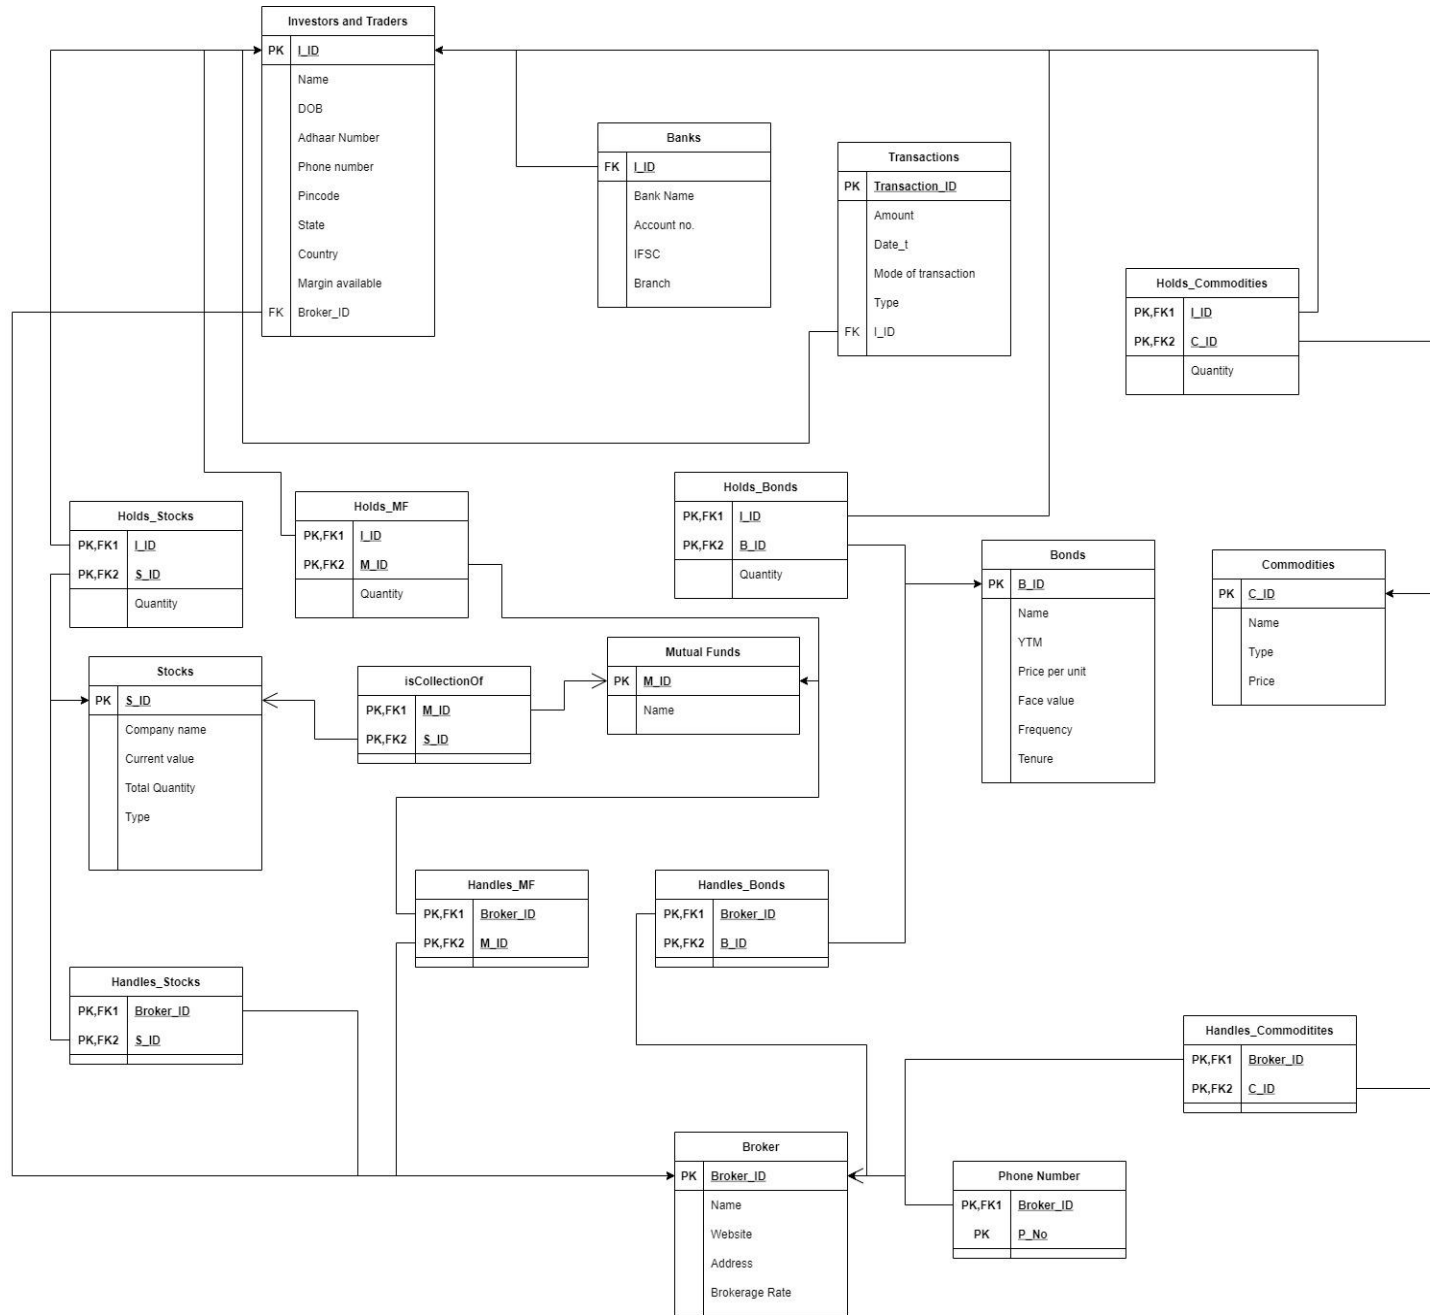 Investors and Traders
PK I_ID
Name
DOB
Adhaar Number
Phone number
Pincode
State
Country
Margin available
FK Broker_ID
Banks
FK I_ID
Bank Name
Account no.
IFSC
Branch
Transactions
PK Transaction_ID
Amount
Date_t
Mode of transaction
Type
FK I_ID
Holds_Commodities
PK,FK1 I_ID
PK,FK2 C_ID
Quantity
Holds_Stocks
PK,FK1 I_ID
PK,FK2 S_ID
Quantity
Holds_MF
PK,FK1 I_ID
PK,FK2 M_ID
Quantity
Holds_Bonds
PK,FK1 I_ID
PK,FK2 B_ID
Quantity
Bonds
PK B_ID
Name
YTM
Price per unit
Face value
Frequency
Tenure
Commodities
PK C_ID
Name
Type
Price
Stocks
PK S_ID
Company name
Current value
Total Quantity
Type
isCollectionOf
PK,FK1 M_ID
PK,FK2 S_ID
Mutual Funds
PK M_ID
Name
Handles_MF
PK,FK1 Broker_ID
PK,FK2 M_ID
Handles_Bonds
PK,FK1 Broker_ID
PK,FK2 B_ID
Handles_Stocks
PK,FK1 Broker_ID
PK,FK2 S_ID
Handles_Commoditites
PK,FK1 Broker_ID
PK,FK2 C_ID
Broker
PK Broker_ID
Name
Website
Address
Brokerage Rate
Phone Number
PK,FK1 Broker_ID
PK P_No